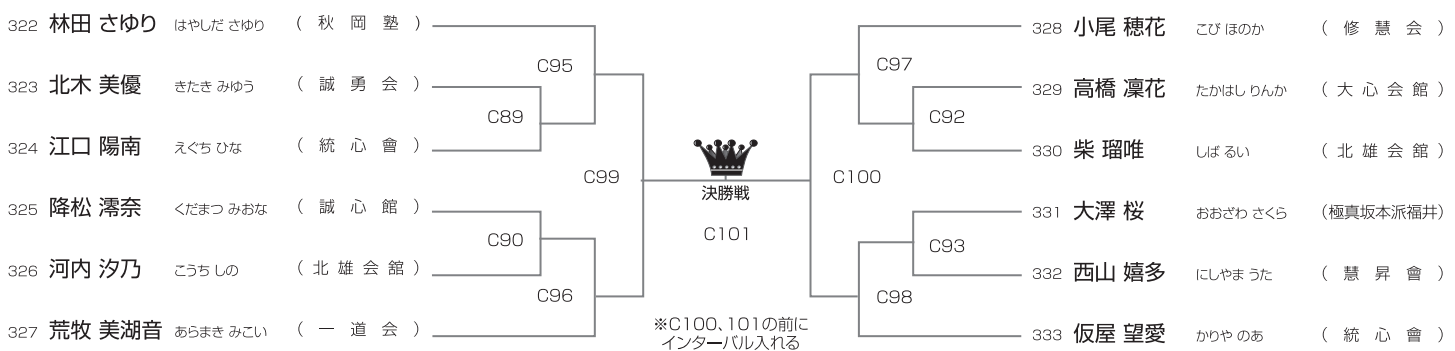 322 林田 さゆり はやしだ さゆり （ 秋 岡 塾 ）
C95
323 北木 美優 きたき みゆう （ 誠 勇 会 ）
C89
324 江口 陽南 えぐち ひな （ 統 心 會 ）
C99
325 降松 澪奈 くだまつ みおな （ 誠 心 館 ）
C90
326 河内 汐乃 こうち しの （ 北 雄 会 館 ）
C96
327 荒牧 美湖音 あらまき みこい （ 一 道 会 ）
決勝戦
C101
※C100、101の前に
インターバル入れる
328 小尾 穂花 こび ほのか （ 修 慧 会 ）
C97
329 高橋 凜花 たかはし りんか （ 大 心 会 館 ）
C92
330 柴 瑠唯 しば るい （ 北 雄 会 館 ）
C100
331 大澤 桜 おおざわ さくら （極真坂本派福井）
C93
332 西山 嬉多 にしやま うた （ 慧 昇 會 ）
C98
333 仮屋 望愛 かりや のあ （ 統 心 會 ）